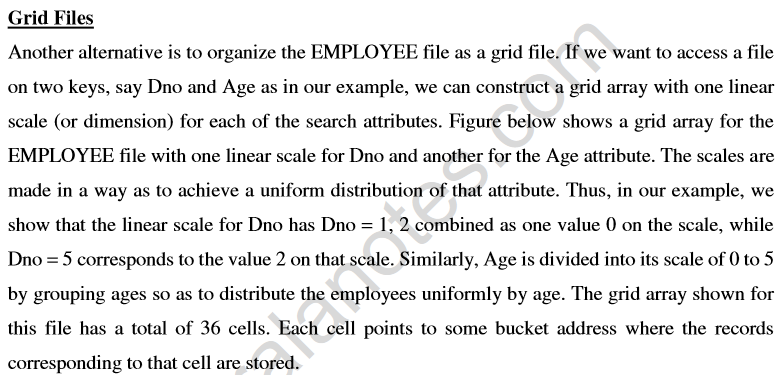 Grid Files
Another alternative is to organize the EMPLOYEE file as a grid file. If we want to access a file
on two keys, say Dno and Age as in our example, we can construct a grid array with one linear
scale (or dimension) for each of the search attributes. Figure below shows a grid array for the
EMPLOYEE file with one linear scale for Dno and another for the Age attribute. The scales are
made in a way as to achieve a uniform distribution of that attribute. Thus, in our example, we
show that the linear scale for Dno has Dno = 1, 2 combined as one value 0 on the scale, while
Dno = 5 corresponds to the value 2 on that scale. Similarly, Age is divided into its scale of 0 to 5
by grouping ages so as to distribute the employees uniformly by age. The grid array shown for
this file has a total of 36 cells. Each cell points to some bucket address where the records
corresponding to that cell are stored.